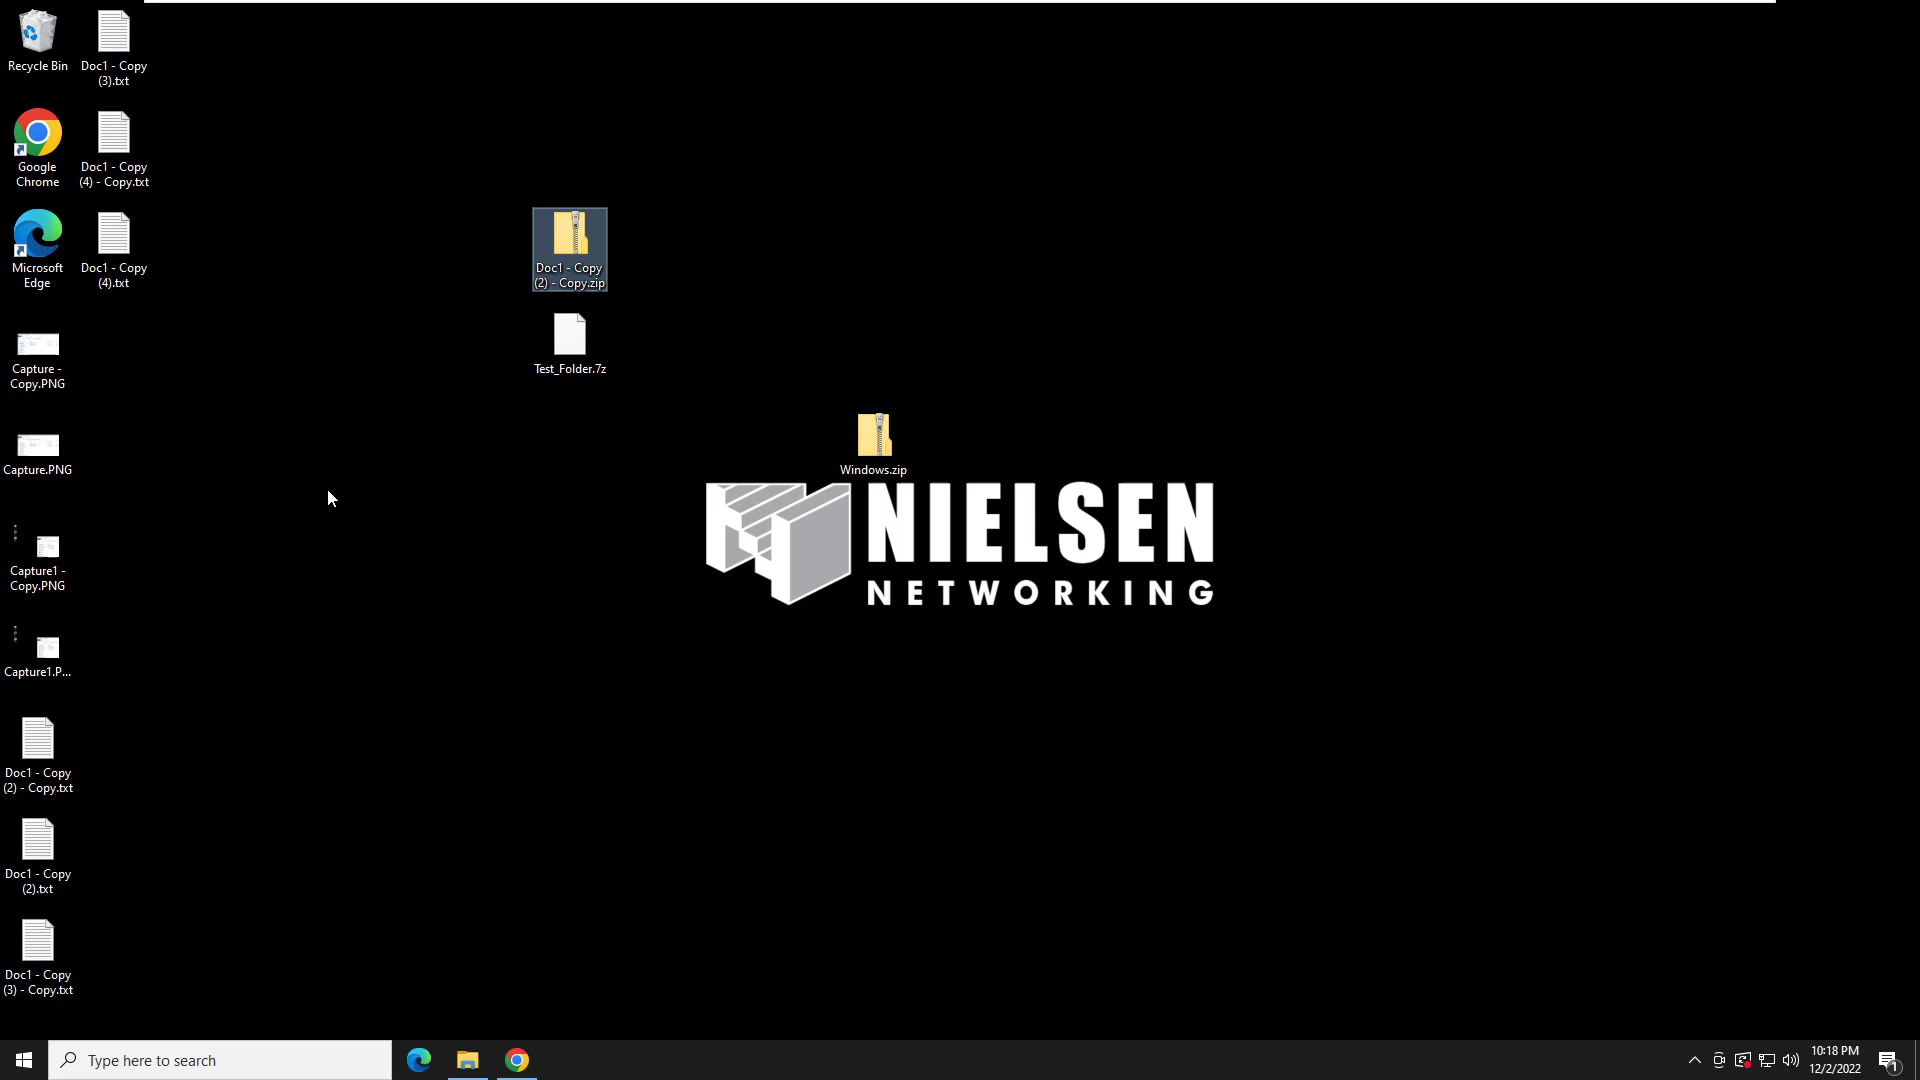 Recycle Bin
Doc1 - Copy
(3).txt
Google
Chrome
Doc1 - Copy
(4) - Copy.txt
Microsoft
Edge
Doc1 - Copy
(4).txt
Doc1 - Copy
(2) - Copy.zip
Capture -
Copy.PNG
Test_Folder.7z
Capture.PNG
Windows.zip
NIELSEN
NETWORKING
Capture1 -
Copy.PNG
Capture1.P...
Doc1 - Copy
(2) - Copy.txt
Doc1 - Copy
(2).txt
Doc1 - Copy
(3) - Copy.txt
Type here to search
10:18 PM
12/2/2022
1